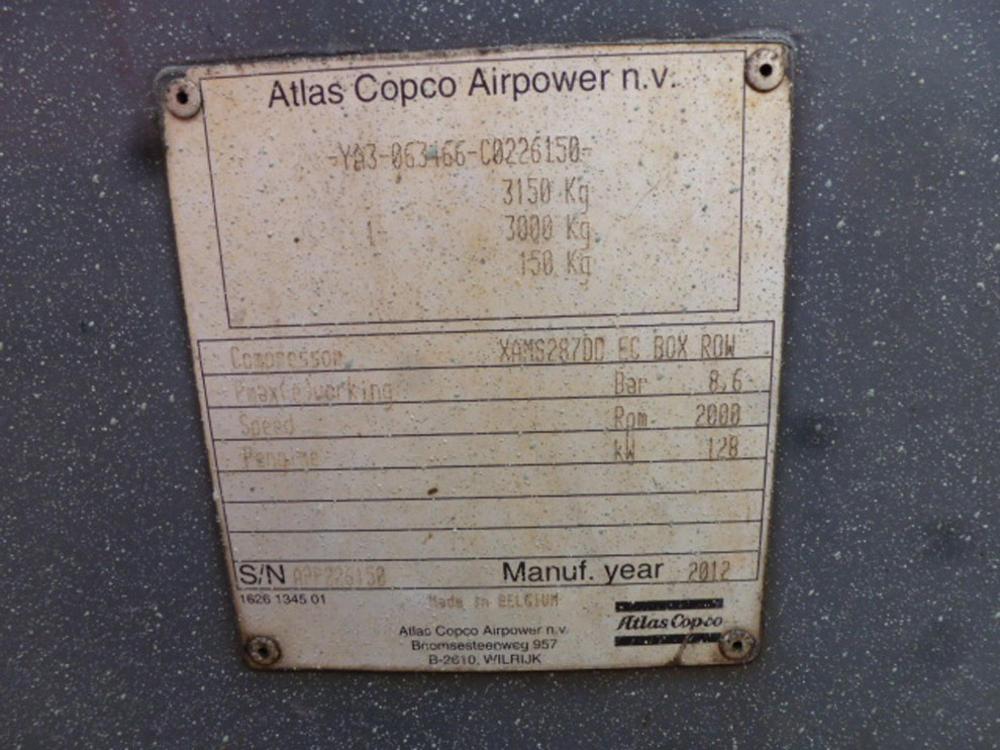 Atlas Copco Airpower n.v.
-YA3-063466-C0226150-
3150 Kg
1- 3000 Kg
150 Kg
Compressor XAMS287DD EC BOX ROW
Pmax(e)working Bar 8,6
Speed Rpm 2000
Pengine kW 128
S/N APP226150 Manuf. year 2012
1626 1345 01
Made in BELGIUM
Atlas Copco Airpower n.v.
Boomsesteenweg 957
B-2610, WILRIJK
Atlas Copco